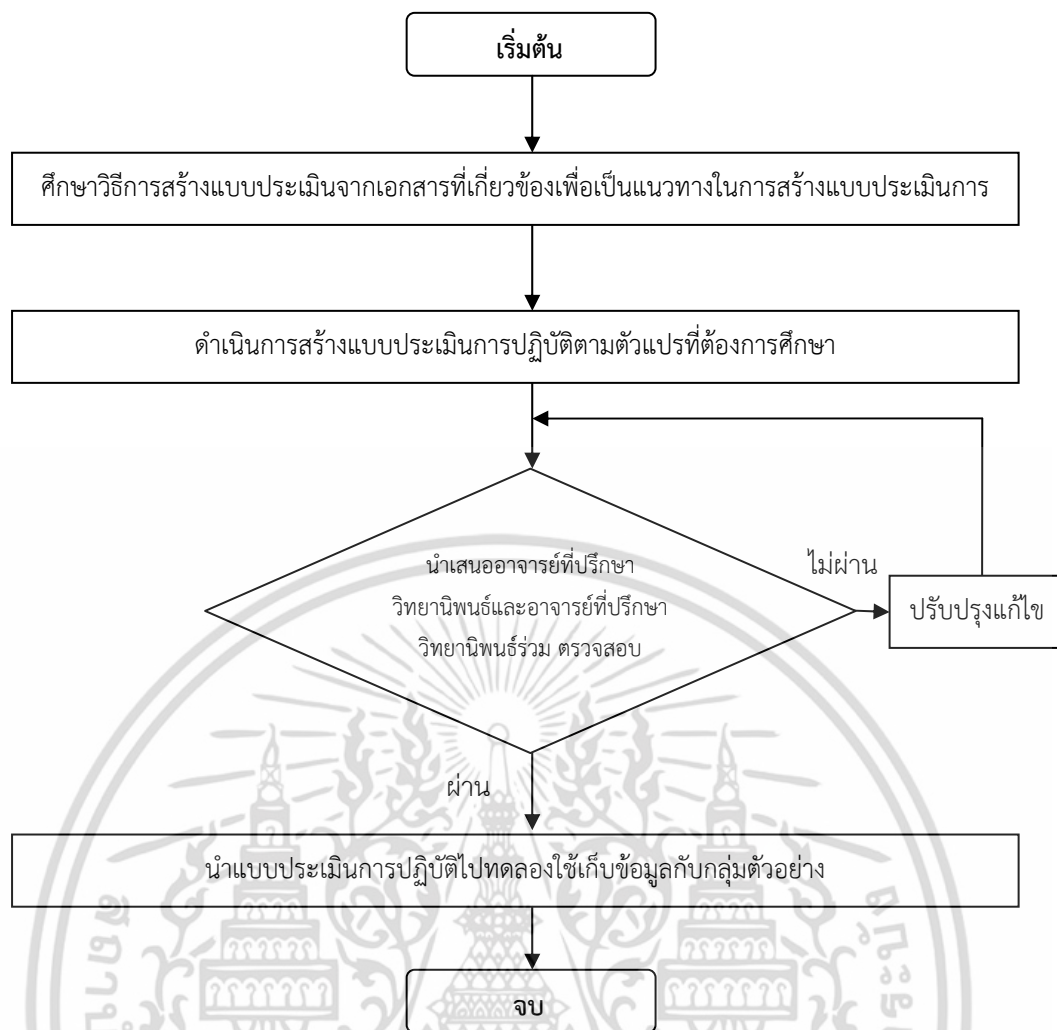 เริ่มต้น
ศึกษาวิธีการสร้างแบบประเมินจากเอกสารที่เกี่ยวข้องเพื่อเป็นแนวทางในการสร้างแบบประเมินการ
ดำเนินการสร้างแบบประเมินการปฏิบัติตามตัวแปรที่ต้องการศึกษา
นำเสนออาจารย์ที่ปรึกษา
วิทยานิพนธ์และอาจารย์ที่ปรึกษา
วิทยานิพนธ์ร่วม ตรวจสอบ
ไม่ผ่าน
ปรับปรุงแก้ไข
ผ่าน
นำแบบประเมินการปฏิบัติไปทดลองใช้เก็บข้อมูลกับกลุ่มตัวอย่าง
จบ